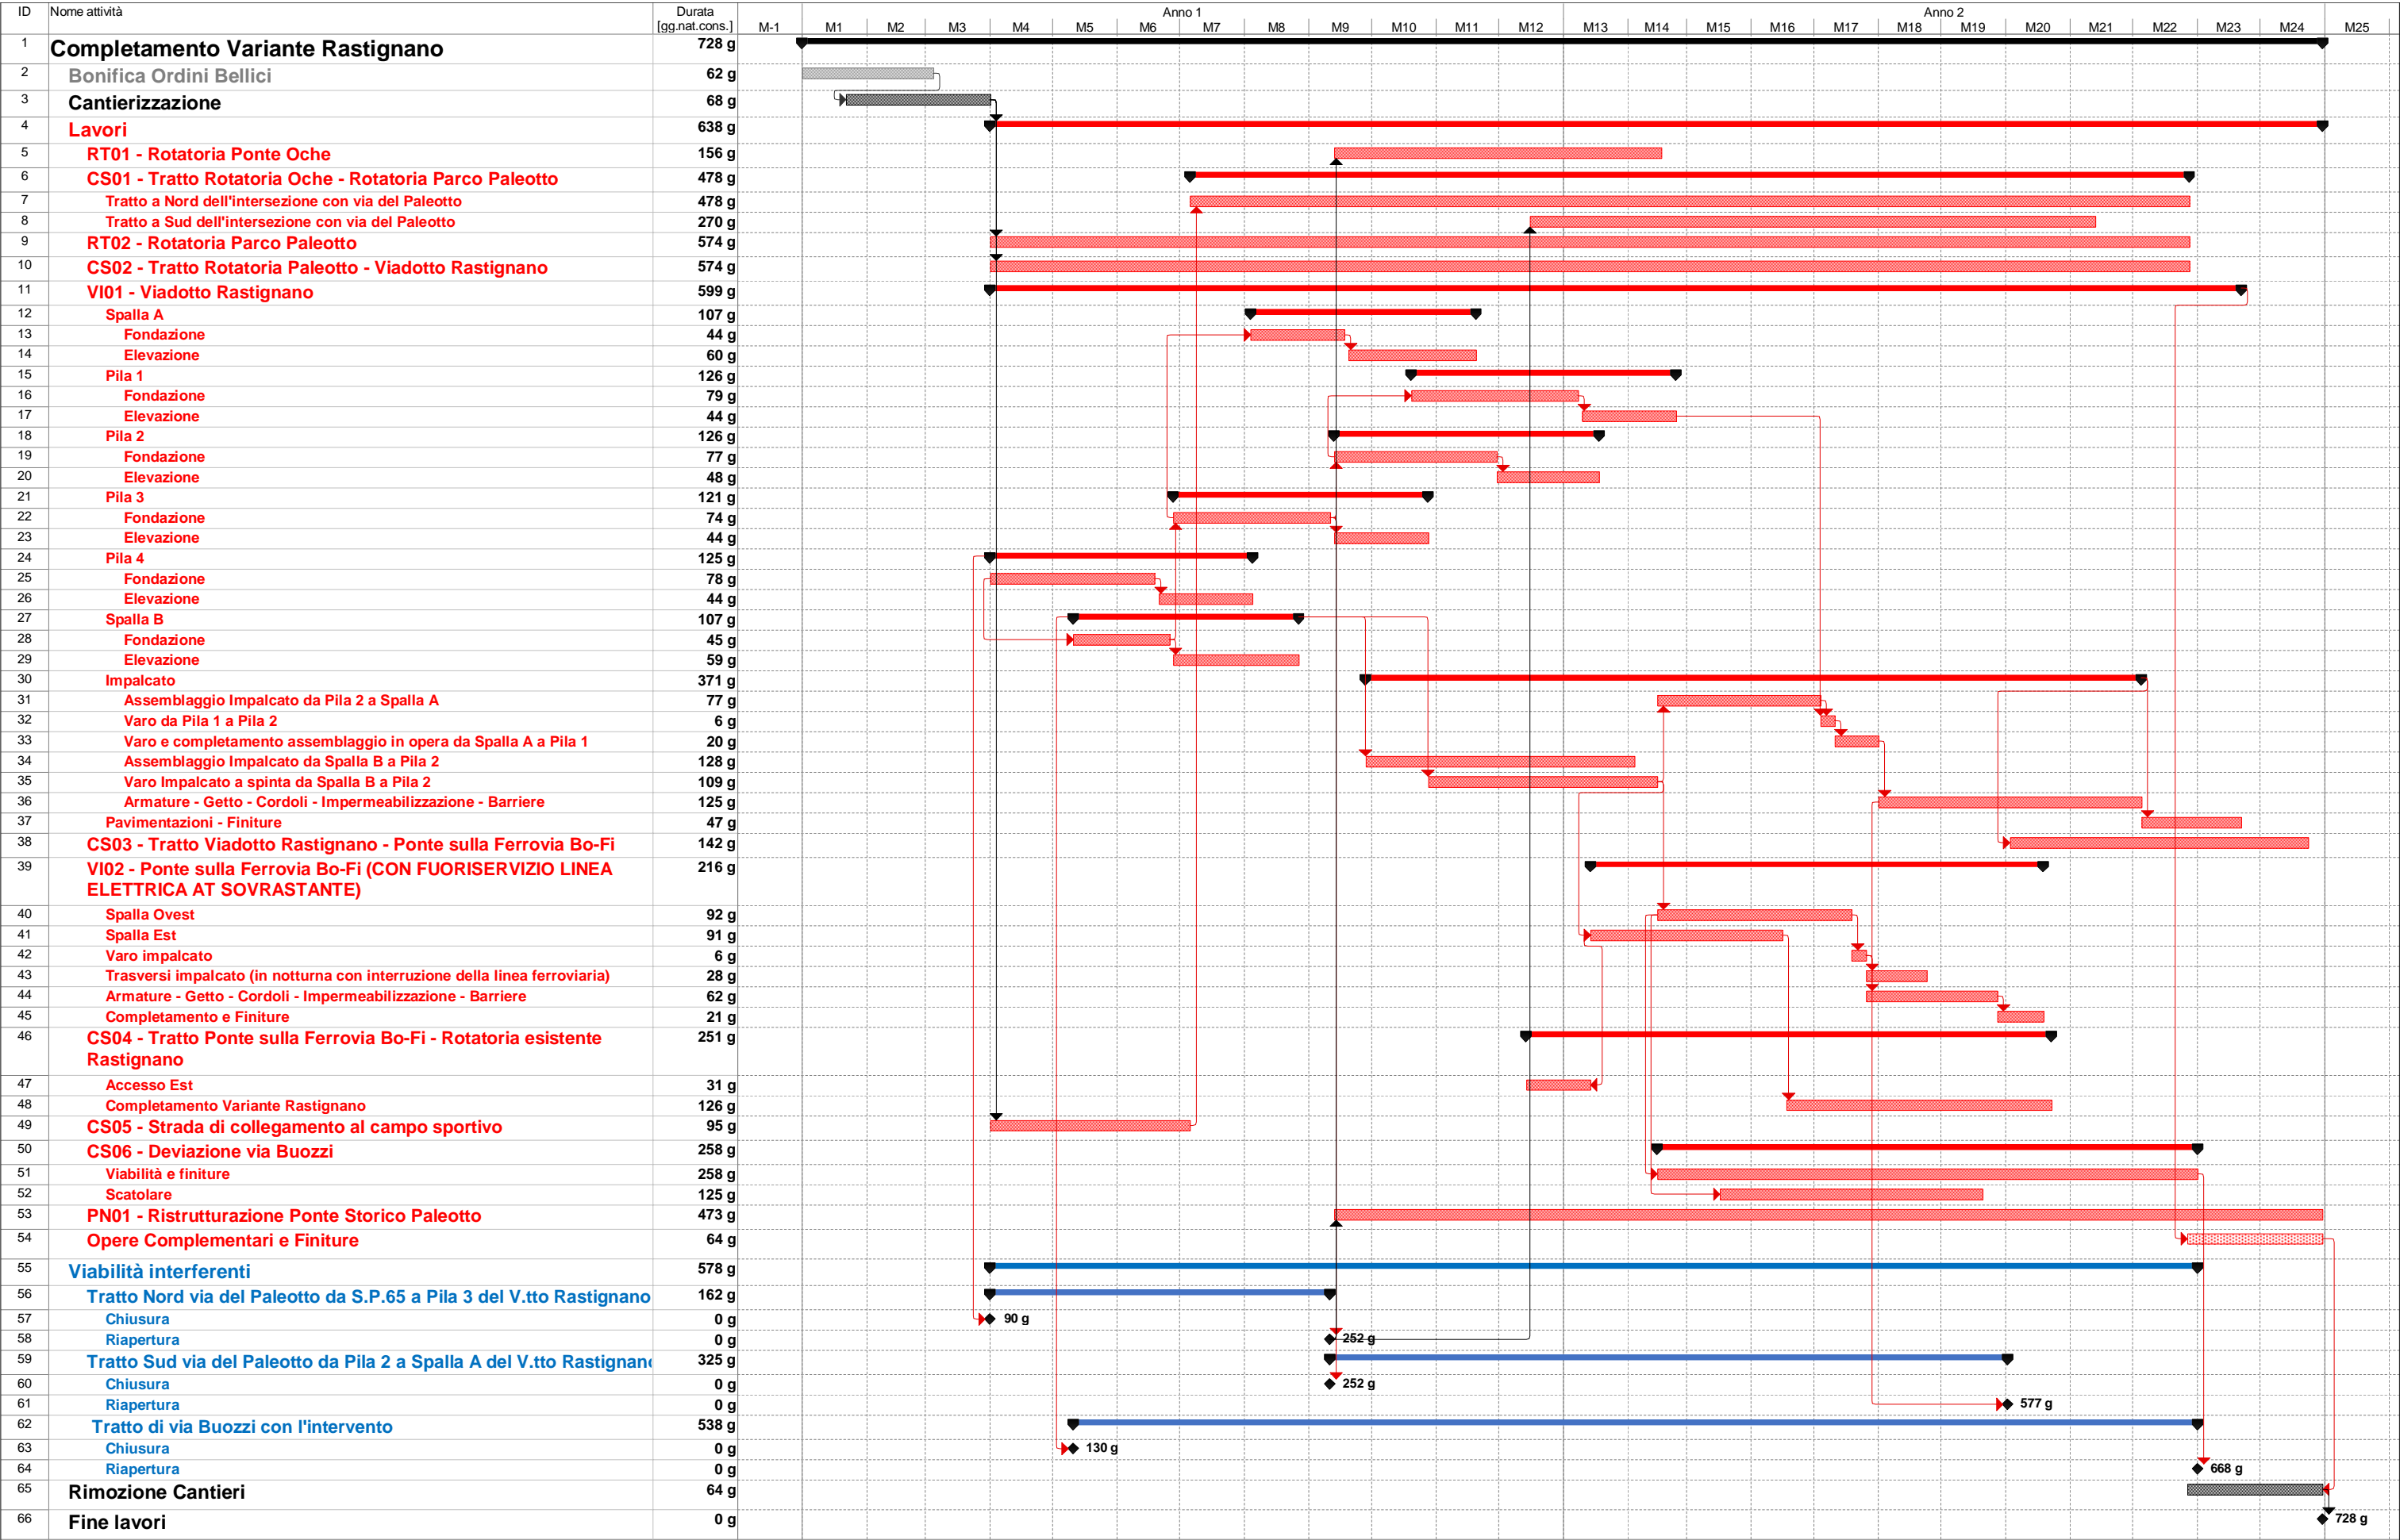 ID Nome attività Durata Anno 1 Anno 2
[gg.nat.cons.] M-1 M1 M2 M3 M4 M5 M6 M7 M8 M9 M10 M11 M12 M13 M14 M15 M16 M17 M18 M19 M20 M21 M22 M23 M24 M25
1 Completamento Variante Rastignano 728 g
2 Bonifica Ordini Bellici 62 g
3 Cantierizzazione 68 g
4 Lavori 638 g
5 RT01 - Rotatoria Ponte Oche 156 g
6 CS01 - Tratto Rotatoria Oche - Rotatoria Parco Paleotto 478 g
7 Tratto a Nord dell'intersezione con via del Paleotto 478 g
8 Tratto a Sud dell'intersezione con via del Paleotto 270 g
9 RT02 - Rotatoria Parco Paleotto 574 g
10 CS02 - Tratto Rotatoria Paleotto - Viadotto Rastignano 574 g
11 VI01 - Viadotto Rastignano 599 g
12 Spalla A 107 g
13 Fondazione 44 g
14 Elevazione 60 g
15 Pila 1 126 g
16 Fondazione 79 g
17 Elevazione 44 g
18 Pila 2 126 g
19 Fondazione 77 g
20 Elevazione 48 g
21 Pila 3 121 g
22 Fondazione 74 g
23 Elevazione 44 g
24 Pila 4 125 g
25 Fondazione 78 g
26 Elevazione 44 g
27 Spalla B 107 g
28 Fondazione 45 g
29 Elevazione 59 g
30 Impalcato 371 g
31 Assemblaggio Impalcato da Pila 2 a Spalla A 77 g
32 Varo da Pila 1 a Pila 2 6 g
33 Varo e completamento assemblaggio in opera da Spalla A a Pila 1 20 g
34 Assemblaggio Impalcato da Spalla B a Pila 2 128 g
35 Varo Impalcato a spinta da Spalla B a Pila 2 109 g
36 Armature - Getto - Cordoli - Impermeabilizzazione - Barriere 125 g
37 Pavimentazioni - Finiture 47 g
38 CS03 - Tratto Viadotto Rastignano - Ponte sulla Ferrovia Bo-Fi 142 g
39 VI02 - Ponte sulla Ferrovia Bo-Fi (CON FUORISERVIZIO LINEA 216 g
ELETTRICA AT SOVRASTANTE)
40 Spalla Ovest 92 g
41 Spalla Est 91 g
42 Varo impalcato 6 g
43 Trasversi impalcato (in notturna con interruzione della linea ferroviaria) 28 g
44 Armature - Getto - Cordoli - Impermeabilizzazione - Barriere 62 g
45 Completamento e Finiture 21 g
46 CS04 - Tratto Ponte sulla Ferrovia Bo-Fi - Rotatoria esistente 251 g
Rastignano
47 Accesso Est 31 g
48 Completamento Variante Rastignano 126 g
49 CS05 - Strada di collegamento al campo sportivo 95 g
50 CS06 - Deviazione via Buozzi 258 g
51 Viabilità e finiture 258 g
52 Scatolare 125 g
53 PN01 - Ristrutturazione Ponte Storico Paleotto 473 g
54 Opere Complementari e Finiture 64 g
55 Viabilità interferenti 578 g
56 Tratto Nord via del Paleotto da S.P.65 a Pila 3 del V.tto Rastignano 162 g
57 Chiusura 0 g 90 g
58 Riapertura 0 g 252 g
59 Tratto Sud via del Paleotto da Pila 2 a Spalla A del V.tto Rastignano 325 g
60 Chiusura 0 g 252 g
61 Riapertura 0 g 577 g
62 Tratto di via Buozzi con l'intervento 538 g
63 Chiusura 0 g 130 g
64 Riapertura 0 g 668 g
65 Rimozione Cantieri 64 g
66 Fine lavori 0 g 728 g